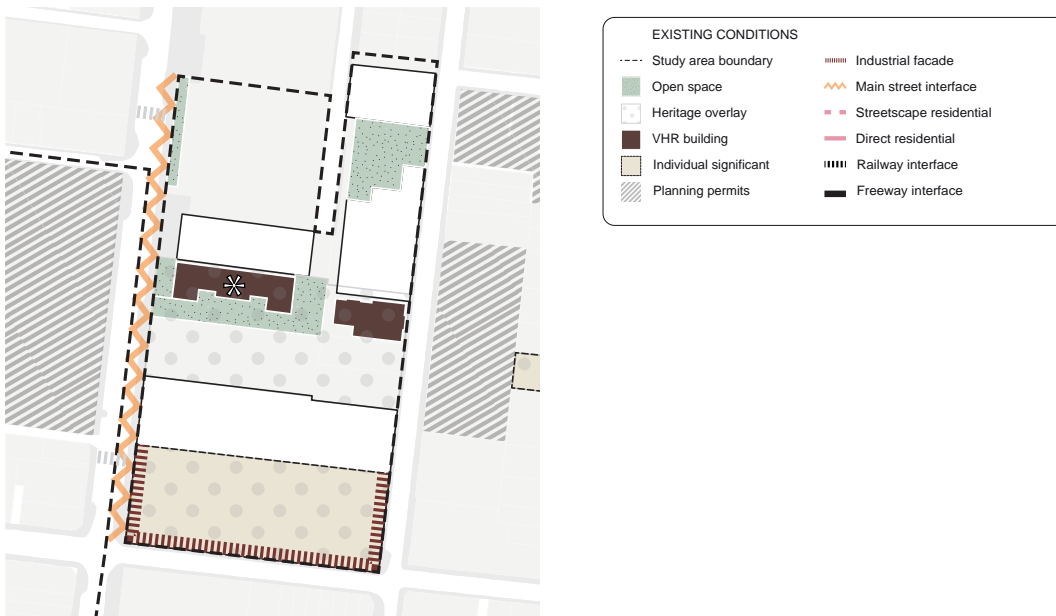 EXISTING CONDITIONS
Study area boundary
Open space
Heritage overlay
VHR building
Individual significant
Planning permits
Industrial facade
Main street interface
Streetscape residential
Direct residential
Railway interface
Freeway interface